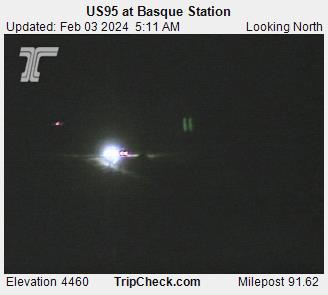 US95 at Basque Station
Updated: Feb 03 2024 5:11 AM Looking North
Elevation 4460 TripCheck.com Milepost 91.62